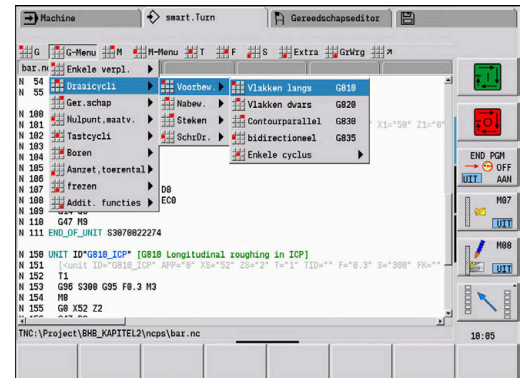 Machine
smart.Turn
Gereedschapseditor
G G-Menu M M-Menu T F S Extra GrWrg
bar.n
Enkele verpl.
Draaicycli
Ger.schap
Nulpunt,maatv.
Tastcycli
Boren
Aanzet,toerental
frezen
Addit. functies
Voorbew.
Nabew.
Steken
SchrDr.
Vlakken langs G810
Vlakken dwars G820
Contourparallel G830
bidirectioneel G835
Enkele cyclus
N 54
N 55
N 100
N 101 X1="50" Z1="0"
N 102
N 103
N 104
N 105
N 106
N 107 D0
N 108 EC0
N 109 G14 Q0
N 110 G47 M9
N 111 END_OF_UNIT S3070022274
N 150 UNIT ID"G810_ICP" [G810 Longitudinal roughing in ICP]
N 151 [<unit ID="G810_ICP" APP="0" XS="52" ZS="2" T="1" TID="" F="0.3" S="300" FK=""
N 152 T1
N 153 G96 S300 G95 F0.3 M3
N 154 M8
N 155 G0 X52 Z2
TNC:\Project\BHB_KAPITEL2\ncps\bar.nc
END PGM
OFF
UIT AAN
M07
UIT
M08
UIT
10:05